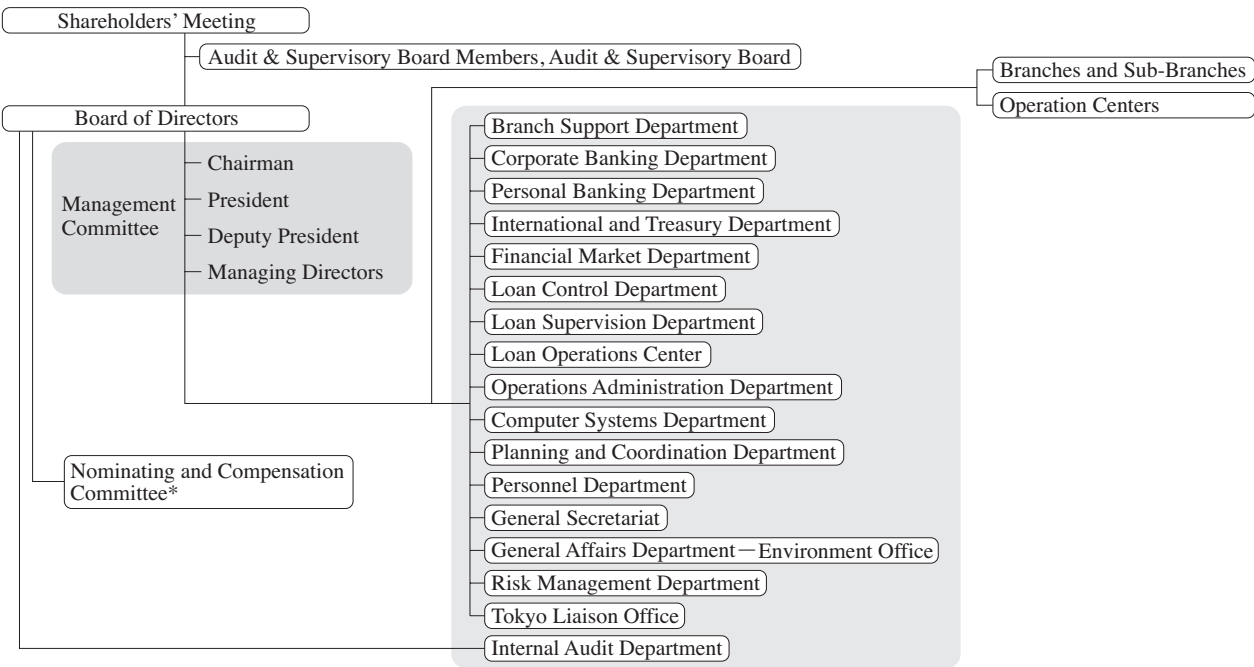 Shareholders’ Meeting
Audit & Supervisory Board Members, Audit & Supervisory Board
Branches and Sub-Branches
Operation Centers
Board of Directors
Management
Committee
Chairman
President
Deputy President
Managing Directors
Branch Support Department
Corporate Banking Department
Personal Banking Department
International and Treasury Department
Financial Market Department
Loan Control Department
Loan Supervision Department
Loan Operations Center
Operations Administration Department
Computer Systems Department
Planning and Coordination Department
Personnel Department
General Secretariat
General Affairs Department—Environment Office
Risk Management Department
Tokyo Liaison Office
Internal Audit Department
Nominating and Compensation
Committee*